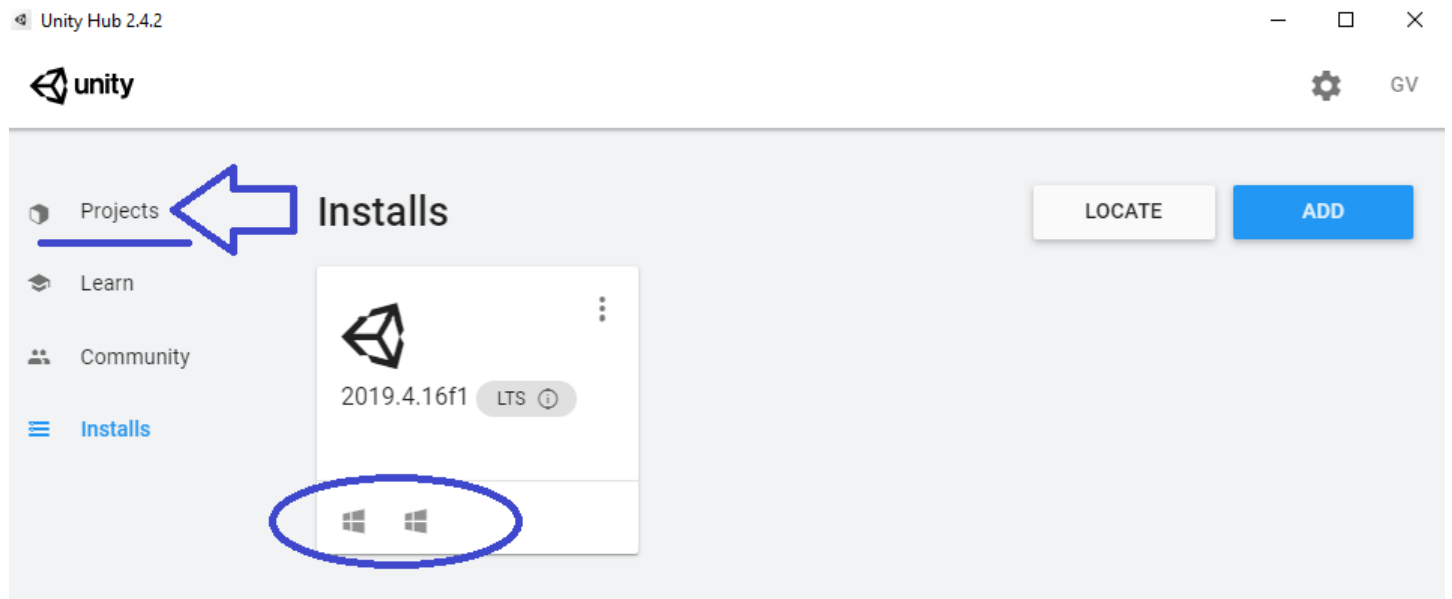 Unity Hub 2.4.2
unity
GV
Projects
Installs
LOCATE
ADD
Learn
Community
2019.4.16f1 LTS
Installs